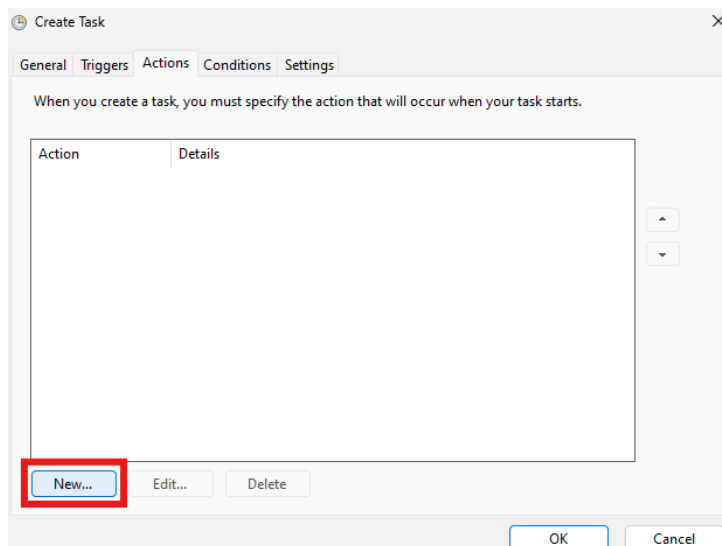 Create Task
General Triggers Actions Conditions Settings
When you create a task, you must specify the action that will occur when your task starts.
Action Details
New... Edit... Delete
OK Cancel